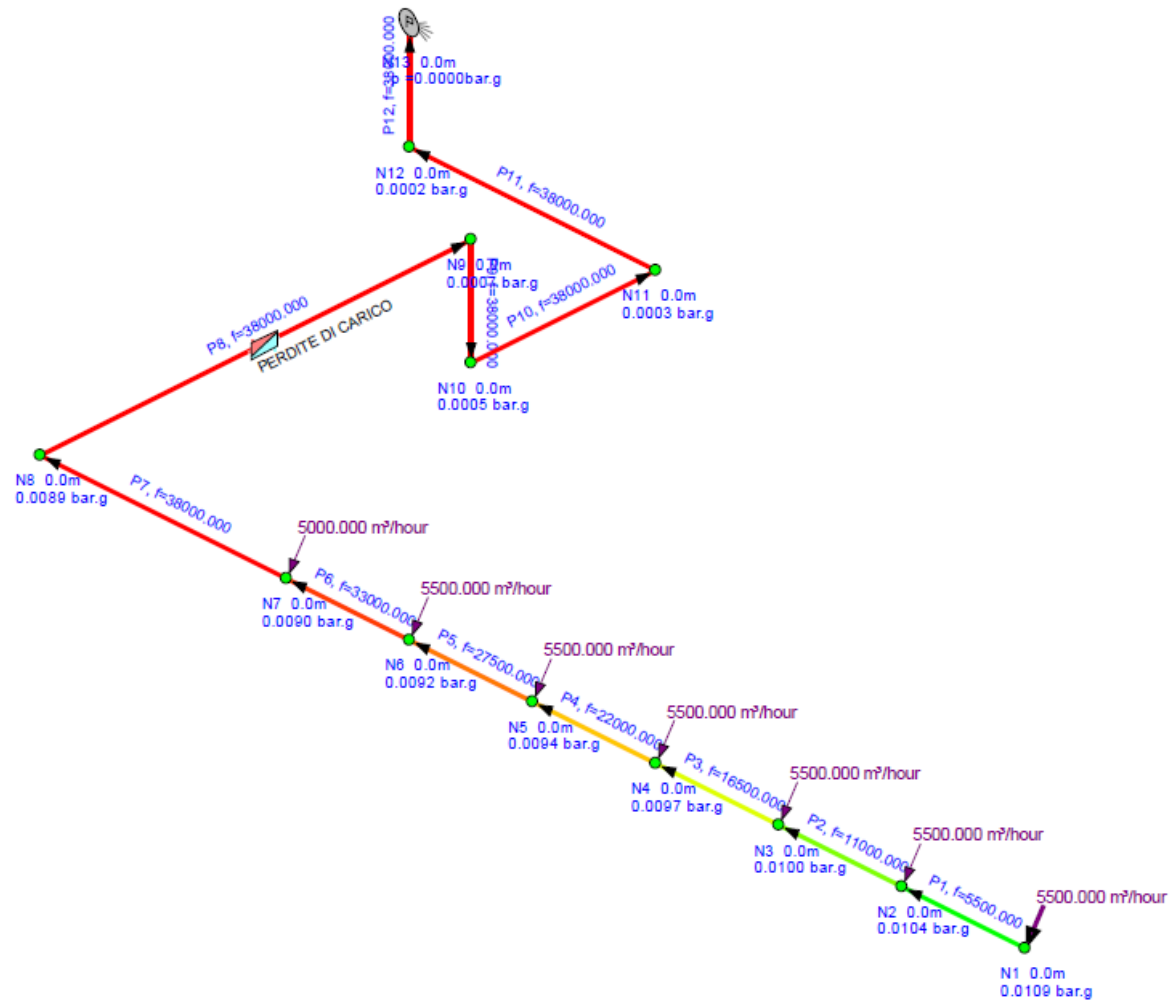 P12, f=38000.000
N13 0.0m
p =0.0000bar.g
N12 0.0m
0.0002 bar.g
P11, f=38000.000
N9 0.0m
0.0007 bar.g
P9, f=38000.000
P10, f=38000.000
N11 0.0m
0.0003 bar.g
P8, f=38000.000
PERDITE DI CARICO
N10 0.0m
0.0005 bar.g
N8 0.0m
0.0089 bar.g
P7, f=38000.000
5000.000 m³/hour
N7 0.0m
0.0090 bar.g
P6, f=33000.000
5500.000 m³/hour
N6 0.0m
0.0092 bar.g
P5, f=27500.000
5500.000 m³/hour
N5 0.0m
0.0094 bar.g
P4, f=22000.000
5500.000 m³/hour
N4 0.0m
0.0097 bar.g
P3, f=16500.000
5500.000 m³/hour
N3 0.0m
0.0100 bar.g
P2, f=11000.000
5500.000 m³/hour
N2 0.0m
0.0104 bar.g
P1, f=5500.000
5500.000 m³/hour
N1 0.0m
0.0109 bar.g